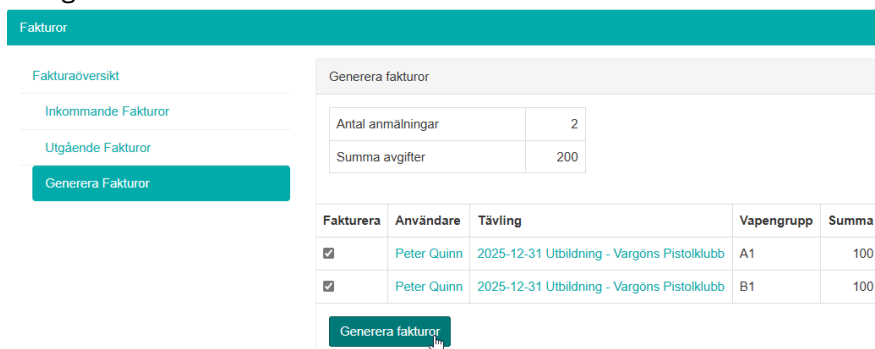 Fakturor
Fakturaöversikt
Inkommande Fakturor
Utgående Fakturor
Generera Fakturor
Generera fakturor
Antal anmälningar 2
Summa avgifter 200
Fakturera Användare Tävling Vapengrupp Summa
Peter Quinn 2025-12-31 Utbildning - Vargöns Pistolklubb A1 100
Peter Quinn 2025-12-31 Utbildning - Vargöns Pistolklubb B1 100
Generera fakturor